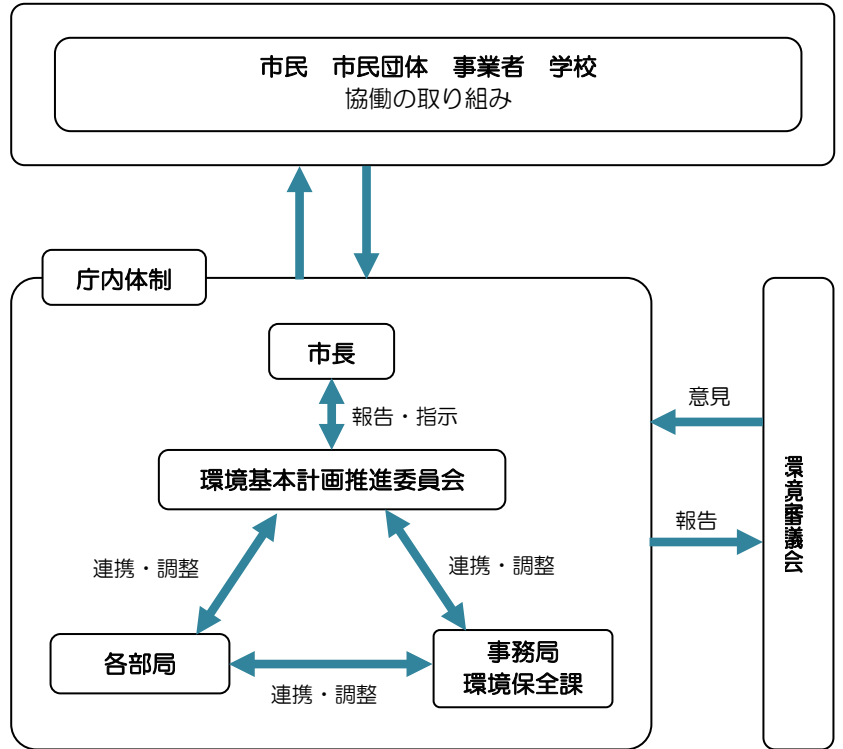 市民　市民団体　事業者　学校
協働の取り組み
庁内体制
市長
報告・指示
環境基本計画推進委員会
連携・調整
連携・調整
各部局
事務局
環境保全課
連携・調整
意見
報告
環境審議会